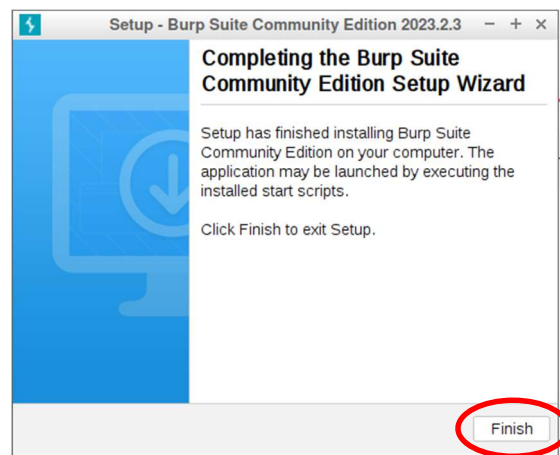 Setup - Burp Suite Community Edition 2023.2.3
Completing the Burp Suite
Community Edition Setup Wizard
Setup has finished installing Burp Suite
Community Edition on your computer. The
application may be launched by executing the
installed start scripts.
Click Finish to exit Setup.
Finish